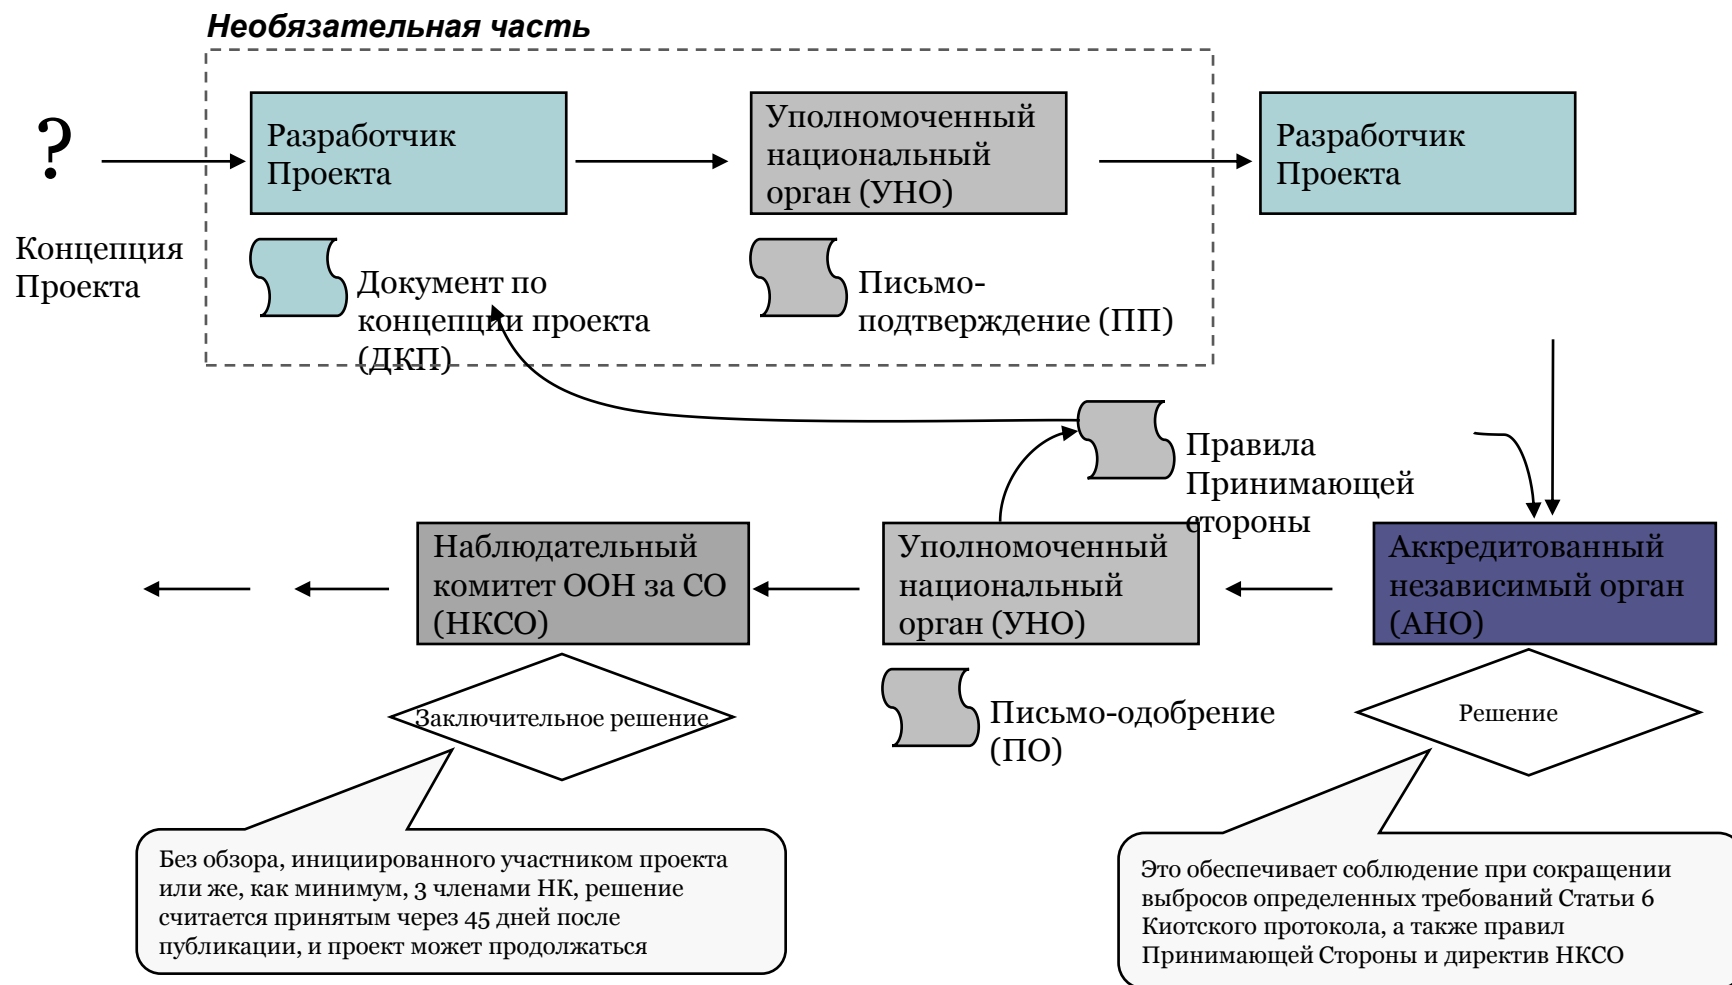 Необязательная часть
?
Концепция
Проекта
Разработчик
Проекта
Уполномоченный
национальный
орган (УНО)
Разработчик
Проекта
Документ по
концепции проекта
(ДКП)
Письмо-
подтверждение (ПП)
Правила
Принимающей
стороны
Наблюдательный
комитет ООН за СО
(НКСО)
Уполномоченный
национальный
орган (УНО)
Аккредитованный
независимый орган
(АНО)
Заключительное решение
Письмо-одобрение
(ПО)
Решение
Без обзора, инициированного участником проекта
или же, как минимум, 3 членами НК, решение
считается принятым через 45 дней после
публикации, и проект может продолжаться
Это обеспечивает соблюдение при сокращении
выбросов определенных требований Статьи 6
Киотского протокола, а также правил
Принимающей Стороны и директив НКСО